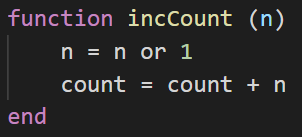 function incCount (n)
    n = n or 1
    count = count + n
end